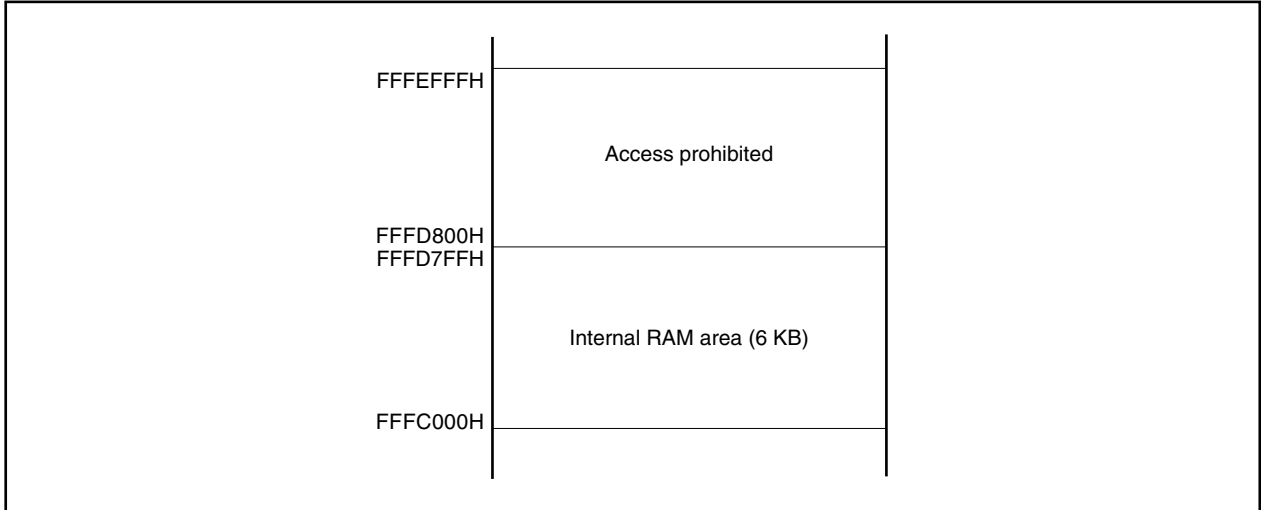 FFFEFFFH
Access prohibited
FFFD800H
FFFD7FFH
Internal RAM area (6 KB)
FFFC000H